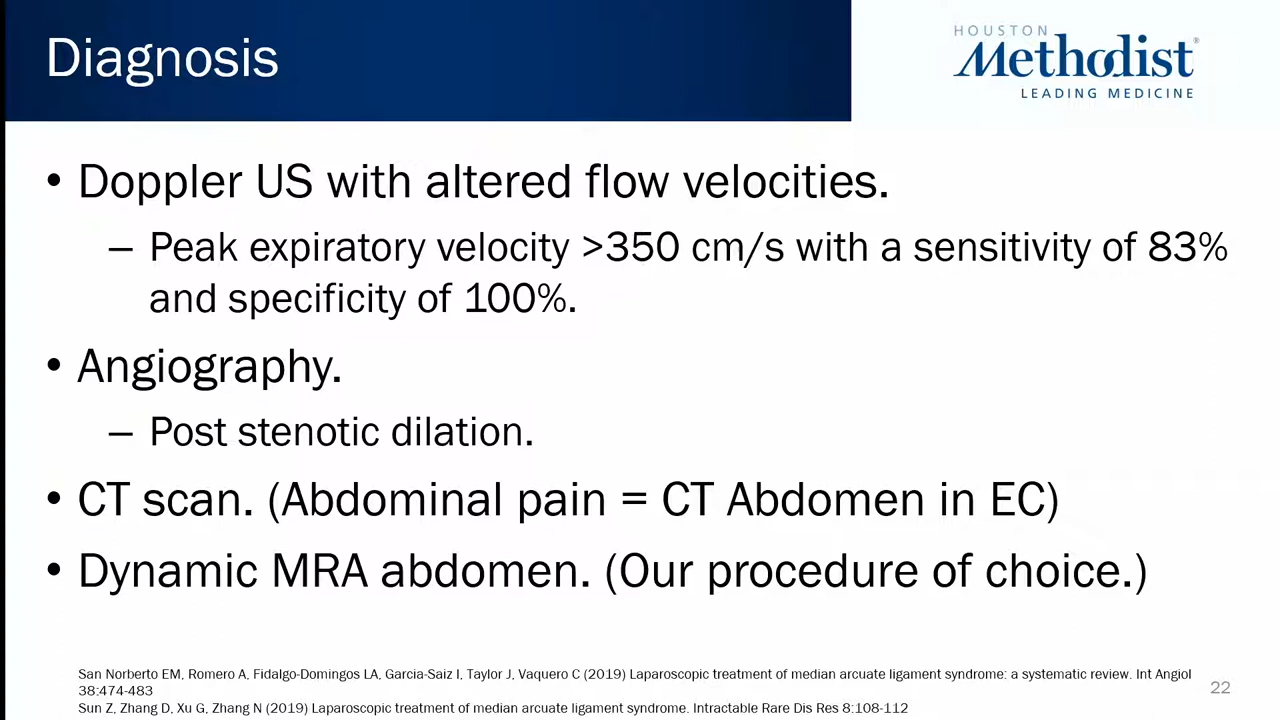 Diagnosis
HOUSTON
Methodist®
LEADING MEDICINE
• Doppler US with altered flow velocities.
– Peak expiratory velocity >350 cm/s with a sensitivity of 83%
and specificity of 100%.
• Angiography.
– Post stenotic dilation.
• CT scan. (Abdominal pain = CT Abdomen in EC)
• Dynamic MRA abdomen. (Our procedure of choice.)
San Norberto EM, Romero A, Fidalgo-Domingos LA, Garcia-Saiz I, Taylor J, Vaquero C (2019) Laparoscopic treatment of median arcuate ligament syndrome: a systematic review. Int Angiol
38:474-483
Sun Z, Zhang D, Xu G, Zhang N (2019) Laparoscopic treatment of median arcuate ligament syndrome. Intractable Rare Dis Res 8:108-112
22